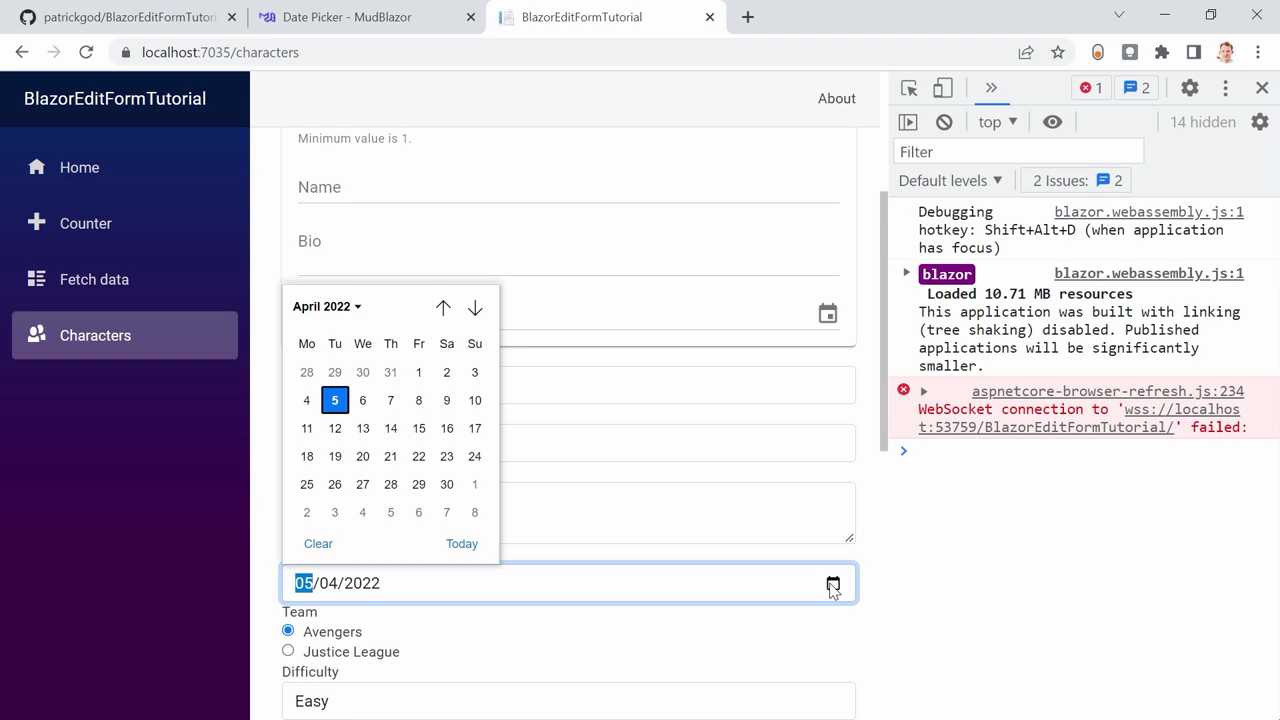 patrickgod/BlazorEditFormTutori
Date Picker - MudBlazor
BlazorEditFormTutorial
localhost:7035/characters
BlazorEditFormTutorial
Home
Counter
Fetch data
Characters
About
Minimum value is 1.
Name
Bio
April 2022
Mo Tu We Th Fr Sa Su
28 29 30 31 1 2 3
4 5 6 7 8 9 10
11 12 13 14 15 16 17
18 19 20 21 22 23 24
25 26 27 28 29 30 1
2 3 4 5 6 7 8
Clear Today
05/04/2022
Team
Avengers
Justice League
Difficulty
Easy
1 2
top 14 hidden
Filter
Default levels 2 Issues: 2
Debugging blazor.webassembly.js:1
hotkey: Shift+Alt+D (when application
has focus)
blazor blazor.webassembly.js:1
Loaded 10.71 MB resources
This application was built with linking
(tree shaking) disabled. Published
applications will be significantly
smaller.
aspnetcore-browser-refresh.js:234
WebSocket connection to 'wss://localhos
t:53759/BlazorEditFormTutorial/' failed: